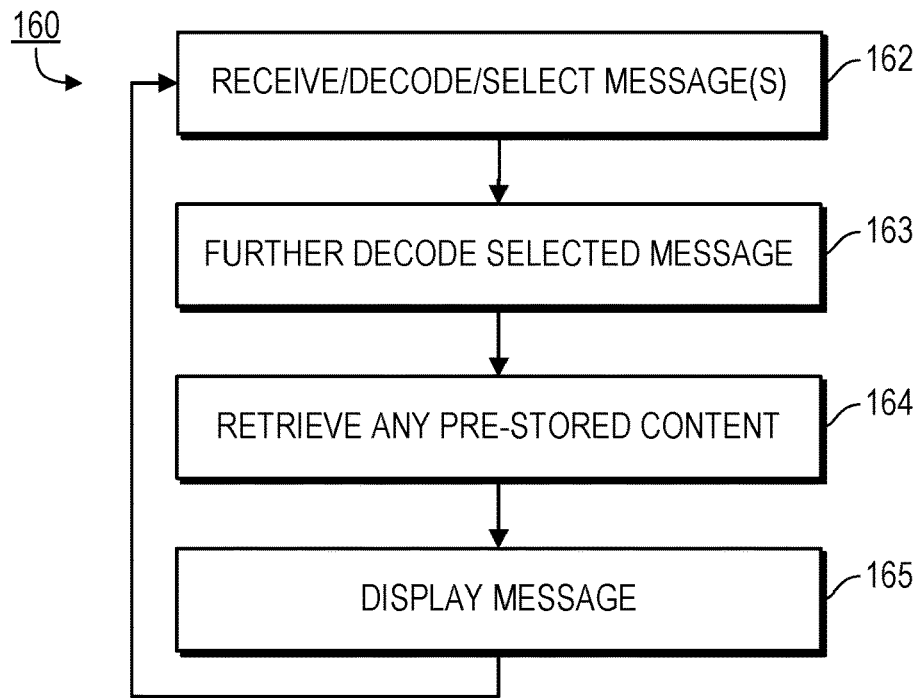 160
RECEIVE/DECODE/SELECT MESSAGE(S)
162
FURTHER DECODE SELECTED MESSAGE
163
RETRIEVE ANY PRE-STORED CONTENT
164
DISPLAY MESSAGE
165